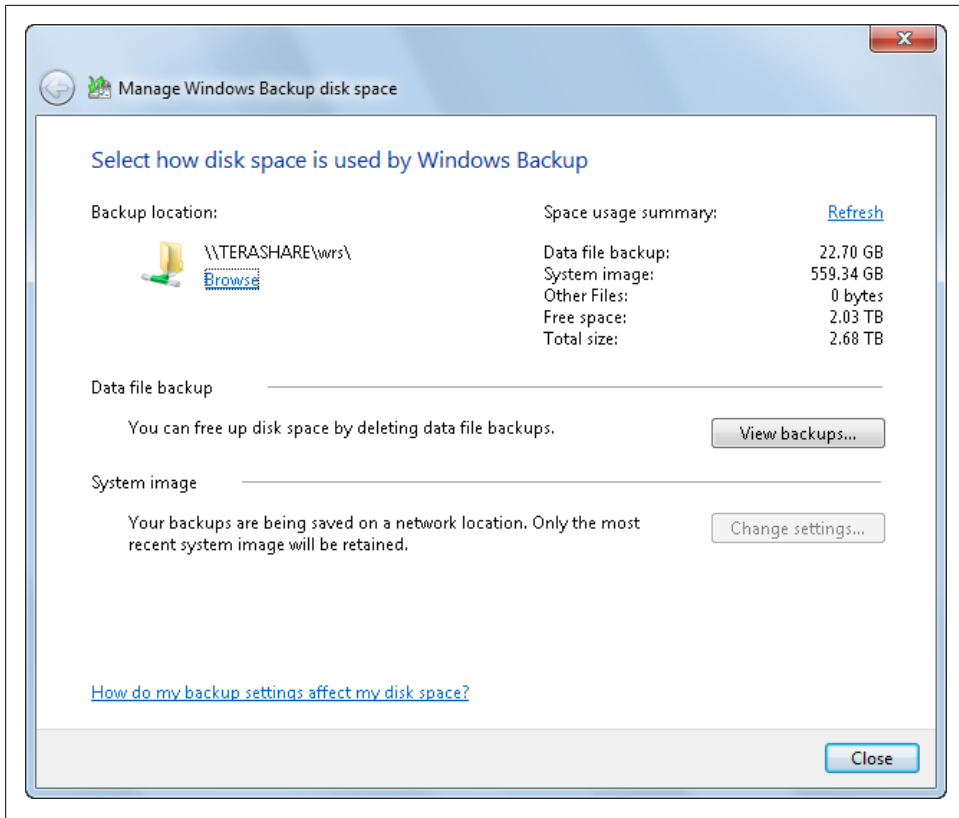 Manage Windows Backup disk space
Select how disk space is used by Windows Backup
Backup location:
\\TERASHARE\wrs\
Browse
Space usage summary: Refresh
Data file backup: 22.70 GB
System image: 559.34 GB
Other Files: 0 bytes
Free space: 2.03 TB
Total size: 2.68 TB
Data file backup
You can free up disk space by deleting data file backups.
View backups...
System image
Your backups are being saved on a network location. Only the most
recent system image will be retained.
Change settings...
How do my backup settings affect my disk space?
Close